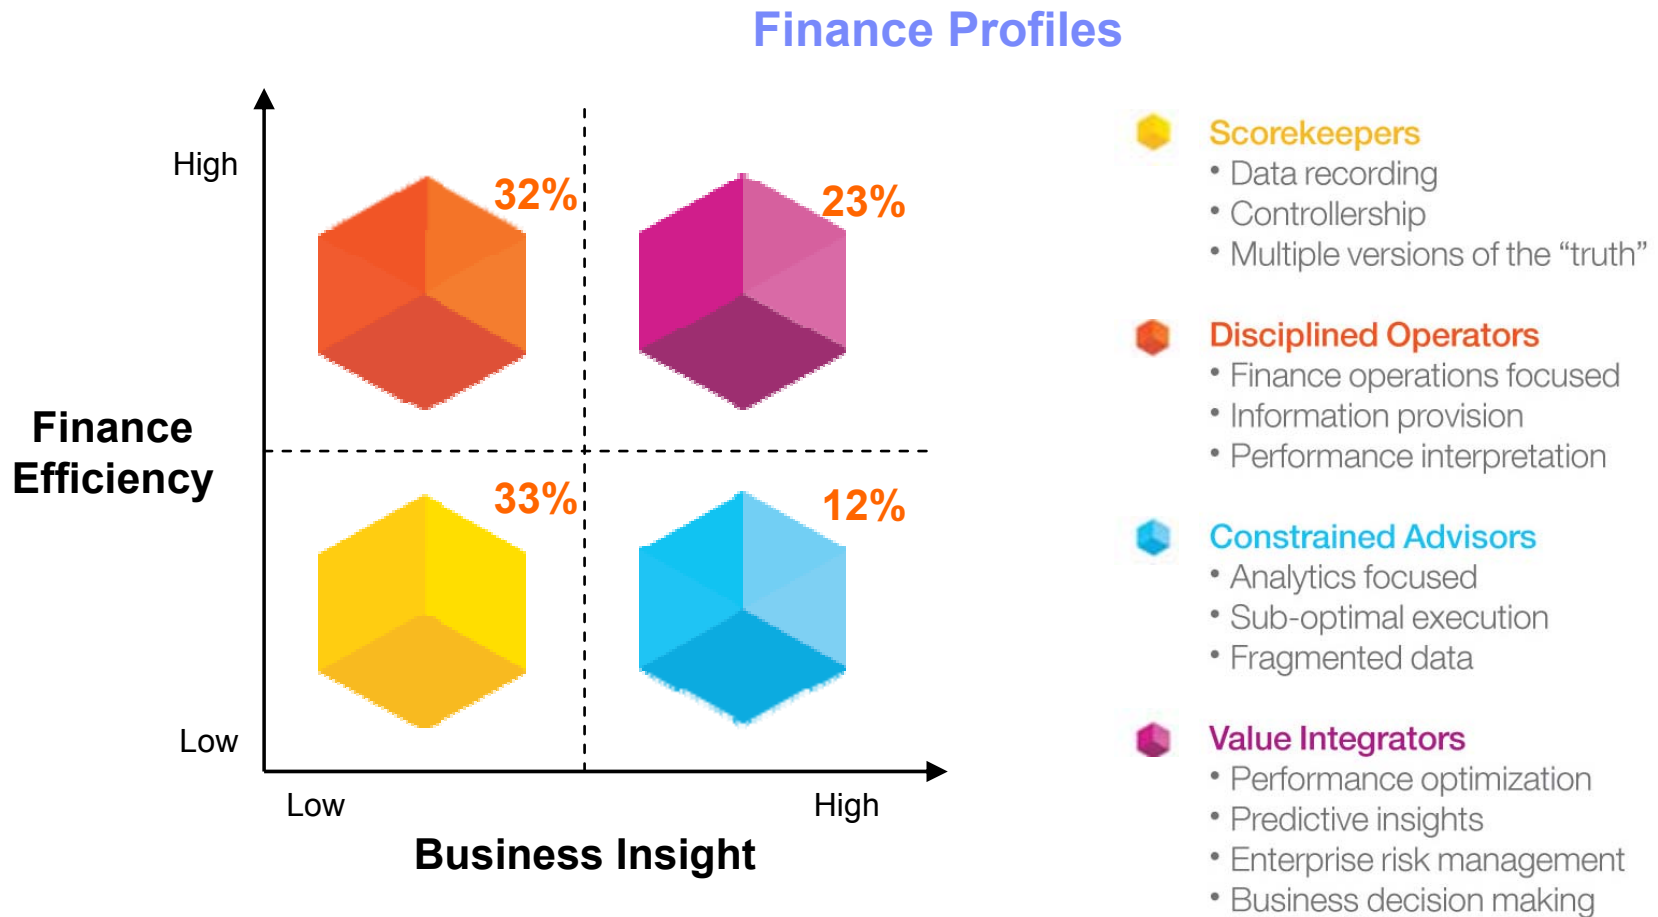 Finance Profiles
High
32%
23%
Finance
Efficiency
33%
12%
Low
Low
High
Business Insight
Scorekeepers
• Data recording
• Controllership
• Multiple versions of the “truth”
Disciplined Operators
• Finance operations focused
• Information provision
• Performance interpretation
Constrained Advisors
• Analytics focused
• Sub-optimal execution
• Fragmented data
Value Integrators
• Performance optimization
• Predictive insights
• Enterprise risk management
• Business decision making